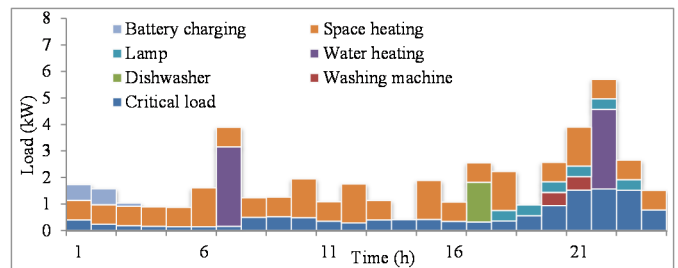 8
7
6
5
4
3
2
1
0
Load (kW)
Battery charging
Space heating
Lamp
Water heating
Dishwasher
Washing machine
Critical load
1
6
11
16
21
Time (h)